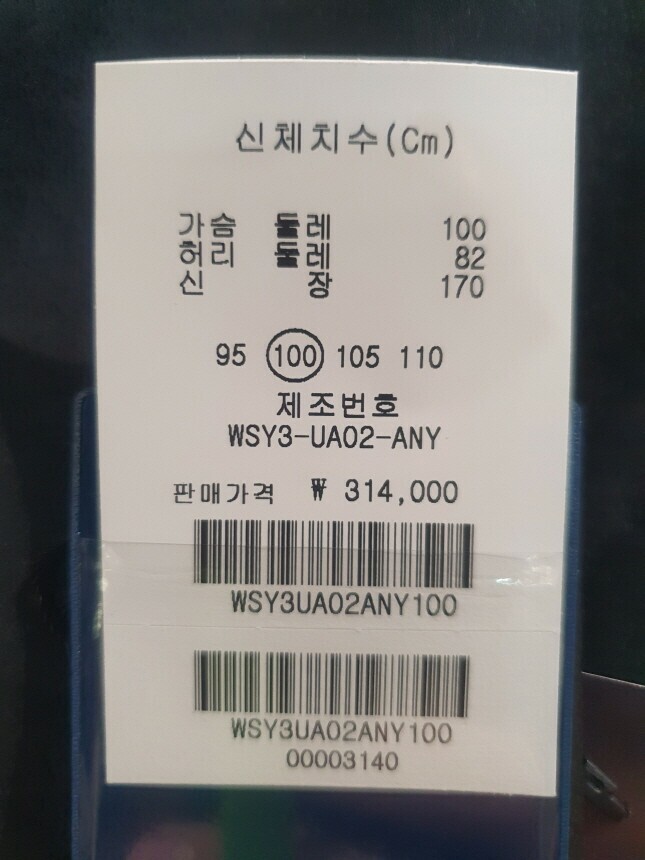 신체치수(Cm)
가슴 둘레 100
허리 둘레 82
신 장 170
95 100 105 110
제조번호
WSY3-UA02-ANY
판매가격 ₩ 314,000
WSY3UA02ANY100
WSY3UA02ANY100
00003140